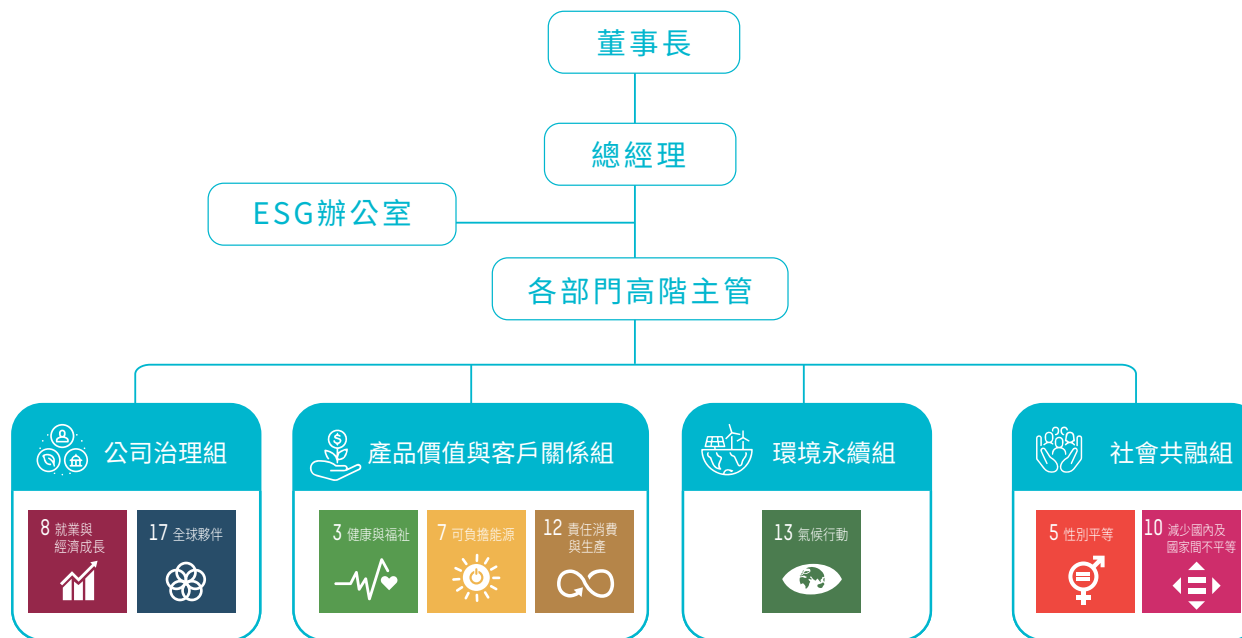 董事長
總經理
ESG辦公室
各部門高階主管
公司治理組
8 就業與
經濟成長
17 全球夥伴
產品價值與客戶關係組
3 健康與福祉
7 可負擔能源
12 責任消費
與生產
環境永續組
13 氣候行動
社會共融組
5 性別平等
10 減少國內及
國家間不平等